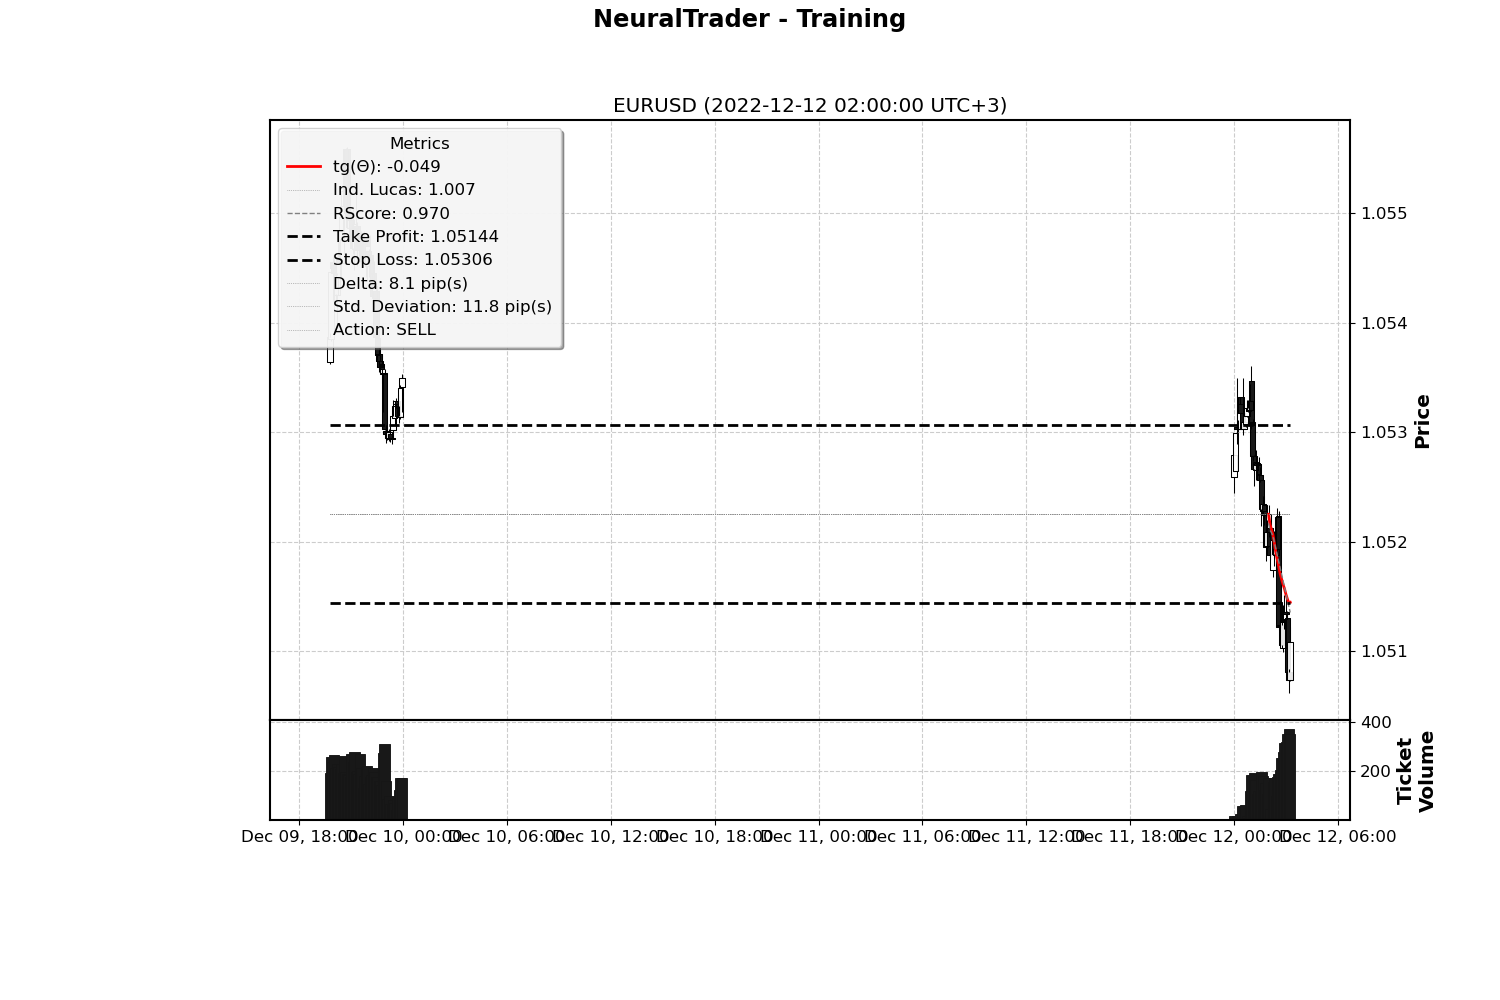 NeuralTrader - Training
EURUSD (2022-12-12 02:00:00 UTC+3)
Metrics
tg(Θ): -0.049
Ind. Lucas: 1.007
RScore: 0.970
Take Profit: 1.05144
Stop Loss: 1.05306
Delta: 8.1 pip(s)
Std. Deviation: 11.8 pip(s)
Action: SELL
1.055
1.054
1.053
1.052
1.051
Price
400
200
Ticket
Volume
Dec 09, 18:00
Dec 10, 00:00
Dec 10, 06:00
Dec 10, 12:00
Dec 10, 18:00
Dec 11, 00:00
Dec 11, 06:00
Dec 11, 12:00
Dec 11, 18:00
Dec 12, 00:00
Dec 12, 06:00